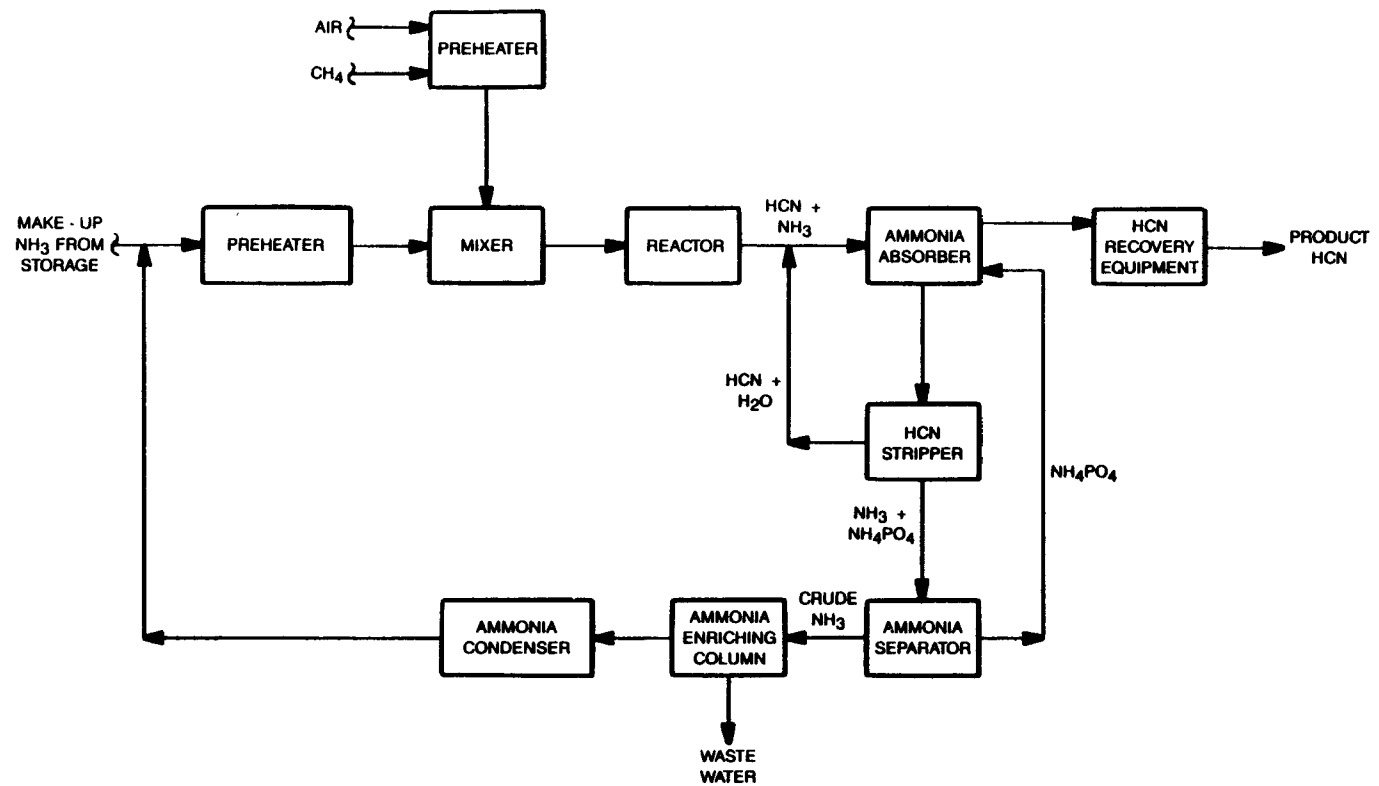 AIR
CH₄
PREHEATER
MAKE - UP
NH₃ FROM
STORAGE
PREHEATER
MIXER
REACTOR
HCN +
NH₃
AMMONIA
ABSORBER
HCN
RECOVERY
EQUIPMENT
PRODUCT
HCN
HCN +
H₂O
HCN
STRIPPER
NH₄PO₄
NH₃ +
NH₄PO₄
AMMONIA
CONDENSER
AMMONIA
ENRICHING
COLUMN
CRUDE
NH₃
AMMONIA
SEPARATOR
WASTE
WATER